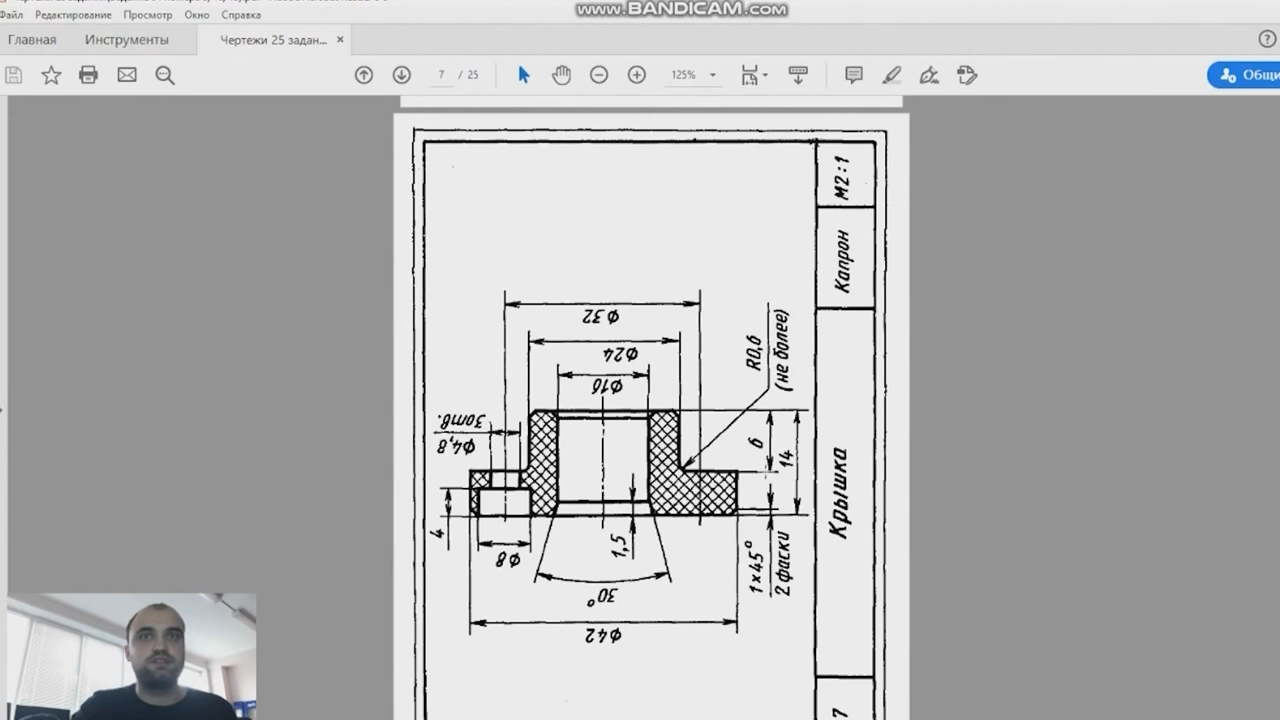 WWW.BANDICAM.COM
Файл Редактирование Просмотр Окно Справка
Главная Инструменты Чертежи 25 задан... ×
7 / 25 125%
М2:1
Капрон
Крышка
7
ф32
ф24
ф16
R0,6
(не более)
3отв.
ф4,8
6
14
4
ф8
1,5
30°
ф42
1×45°
2 фаски